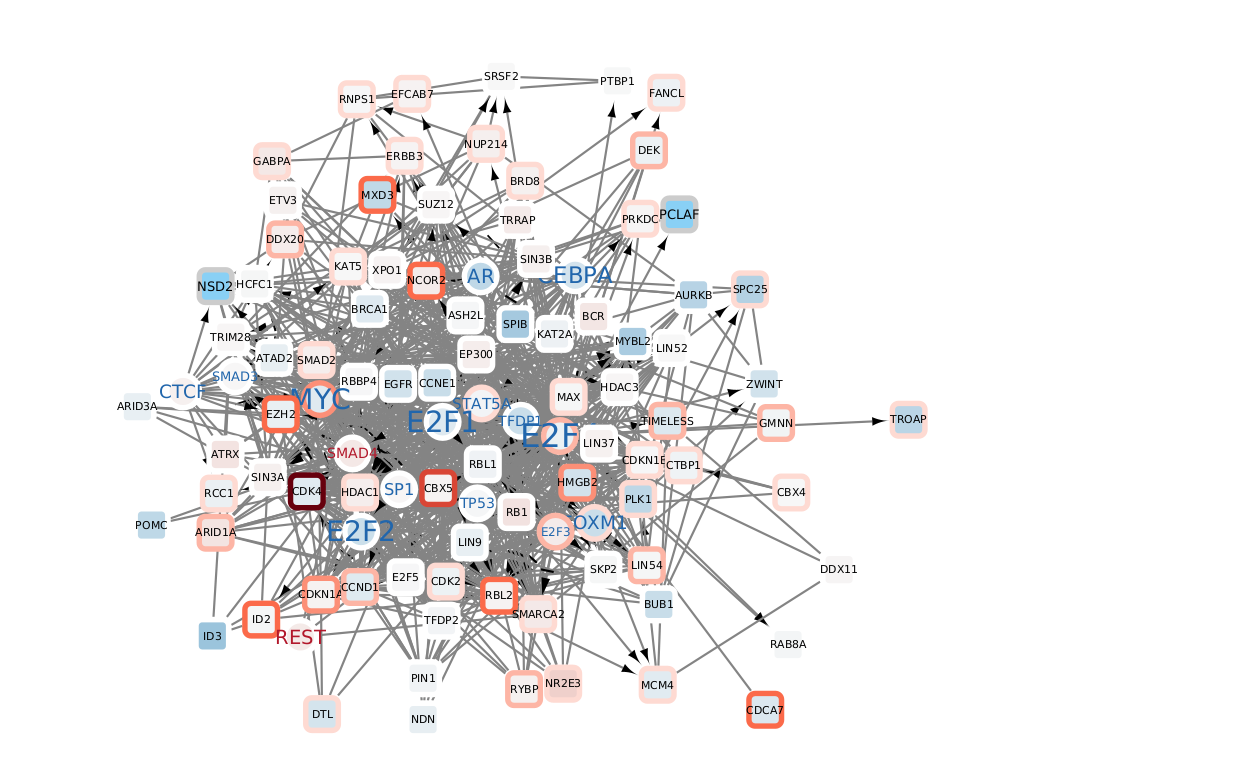 SRSF2
PTBP1
RNPS1
EFCAB7
FANCL
GABPA
ERBB3
NUP214
DEK
BRD8
MXD3
ETV3
SUZ12
TRRAP
PRKDC
PCLAF
DDX20
KAT5
XPO1
NCOR2
AR
SIN3B
CEBPA
NSD2
HCFC1
AURKB
SPC25
BRCA1
ASH2L
SPIB
BCR
KAT2A
MYBL2
LIN52
TRIM28
ATAD2
SMAD2
EP300
SMAD3
CTCF
RBBP4
EGFR
CCNE1
HDAC3
ZWINT
ARID3A
EZH2
MYC
STAT5A
MAX
E2F1
TFDP1
E2F
TIMELESS
GMNN
TROAP
ATRX
SMAD4
LIN37
RBL1
CDKN1B
CTBP1
SIN3A
RCC1
CDK4
HDAC1
SP1
CBX5
TP53
HMGB2
PLK1
CBX4
RB1
POMC
ARID1A
E2F2
E2F3
OXM1
LIN9
SKP2
LIN54
DDX11
E2F5
CDK2
CDKN1A
CCND1
RBL2
BUB1
ID2
ID3
REST
TFDP2
SMARCA2
RAB8A
PIN1
RYBP
NR2E3
MCM4
DTL
NDN
CDCA7